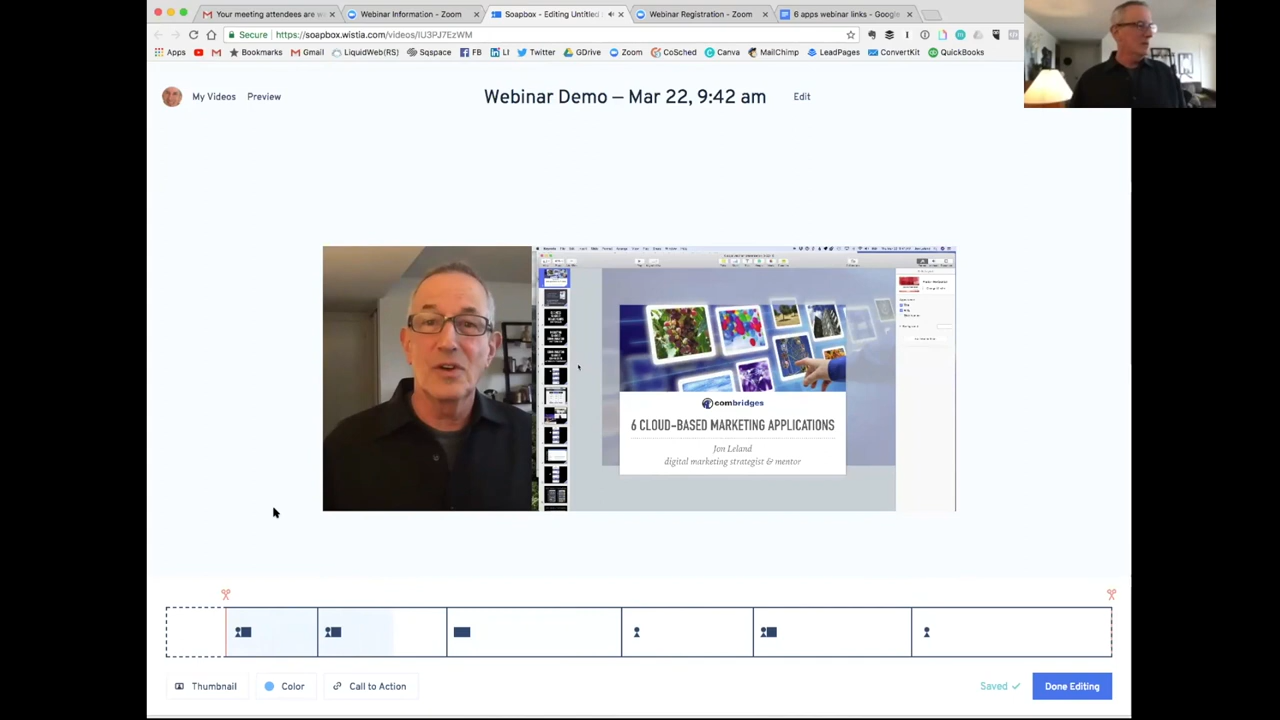 Your meeting attendees are w
Webinar Information - Zoom
Soapbox - Editing Untitled
Webinar Registration - Zoom
6 apps webinar links - Google
Secure
https://soapbox.wistia.com/videos/IU3PJ7EzWM
Apps
Bookmarks
Gmail
LiquidWeb(RS)
Sqspace
FB
LI
Twitter
GDrive
Zoom
CoSched
Canva
MailChimp
LeadPages
ConvertKit
QuickBooks
My Videos
Preview
Webinar Demo – Mar 22, 9:42 am
Edit
combridges
6 CLOUD-BASED MARKETING APPLICATIONS
Jon Leland
digital marketing strategist & mentor
Thumbnail
Color
Call to Action
Saved
Done Editing